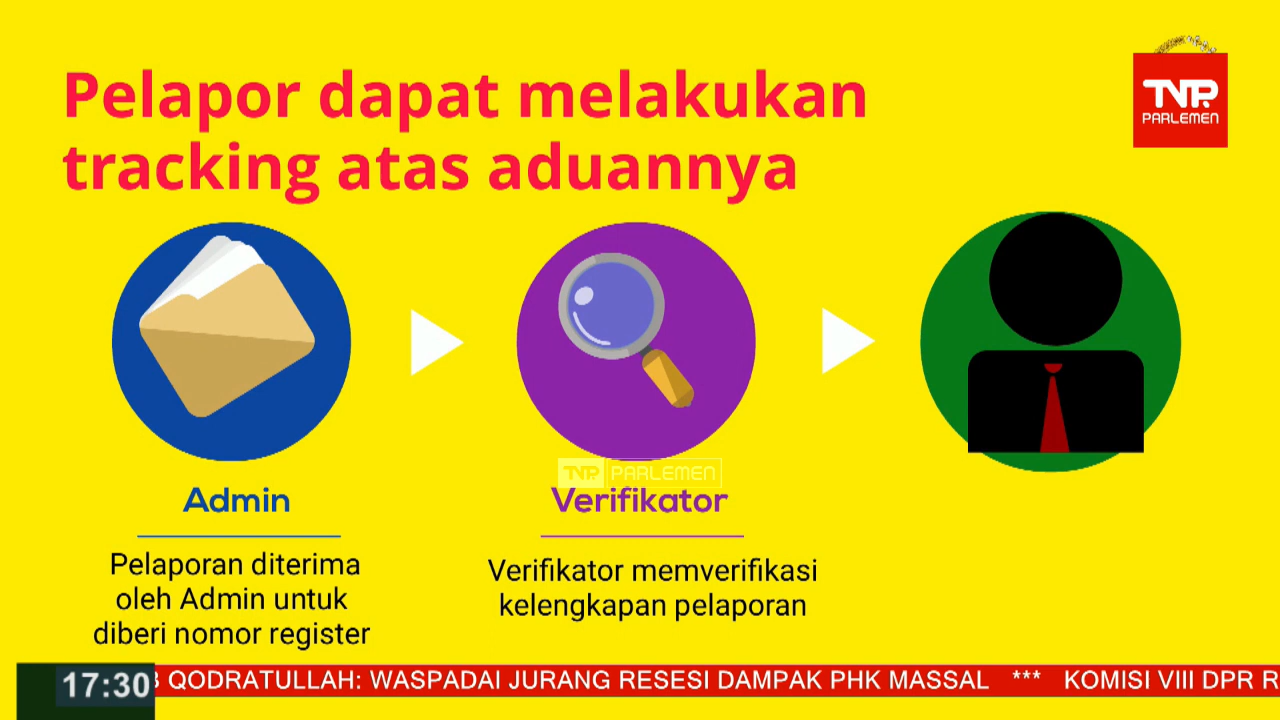 Pelapor dapat melakukan
tracking atas aduannya
TVR
PARLEMEN
TVR PARLEMEN
Admin
Verifikator
Pelaporan diterima
oleh Admin untuk
diberi nomor register
Verifikator memverifikasi
kelengkapan pelaporan
17:30
QODRATULLAH: WASPADAI JURANG RESESI DAMPAK PHK MASSAL *** KOMISI VIII DPR